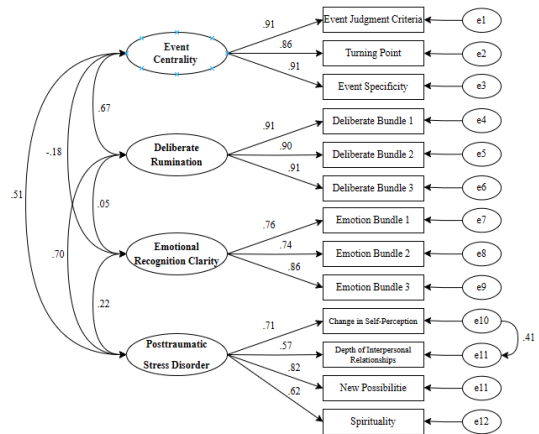 .91
Event Judgment Criteria
e1
Event
Centrality
.86
Turning Point
e2
.91
Event Specificity
e3
.67
.91
Deliberate Bundle 1
e4
-.18
Deliberate
Rumination
.90
Deliberate Bundle 2
e5
.91
Deliberate Bundle 3
e6
.51
.05
.76
Emotion Bundle 1
e7
.70
Emotional
Recognition Clarity
.74
Emotion Bundle 2
e8
.86
Emotion Bundle 3
e9
.22
.71
Change in Self-Perception
e10
.41
Posttraumatic
Stress Disorder
.57
Depth of Interpersonal
Relationships
e11
.82
New Possibilitie
e11
.62
Spirituality
e12